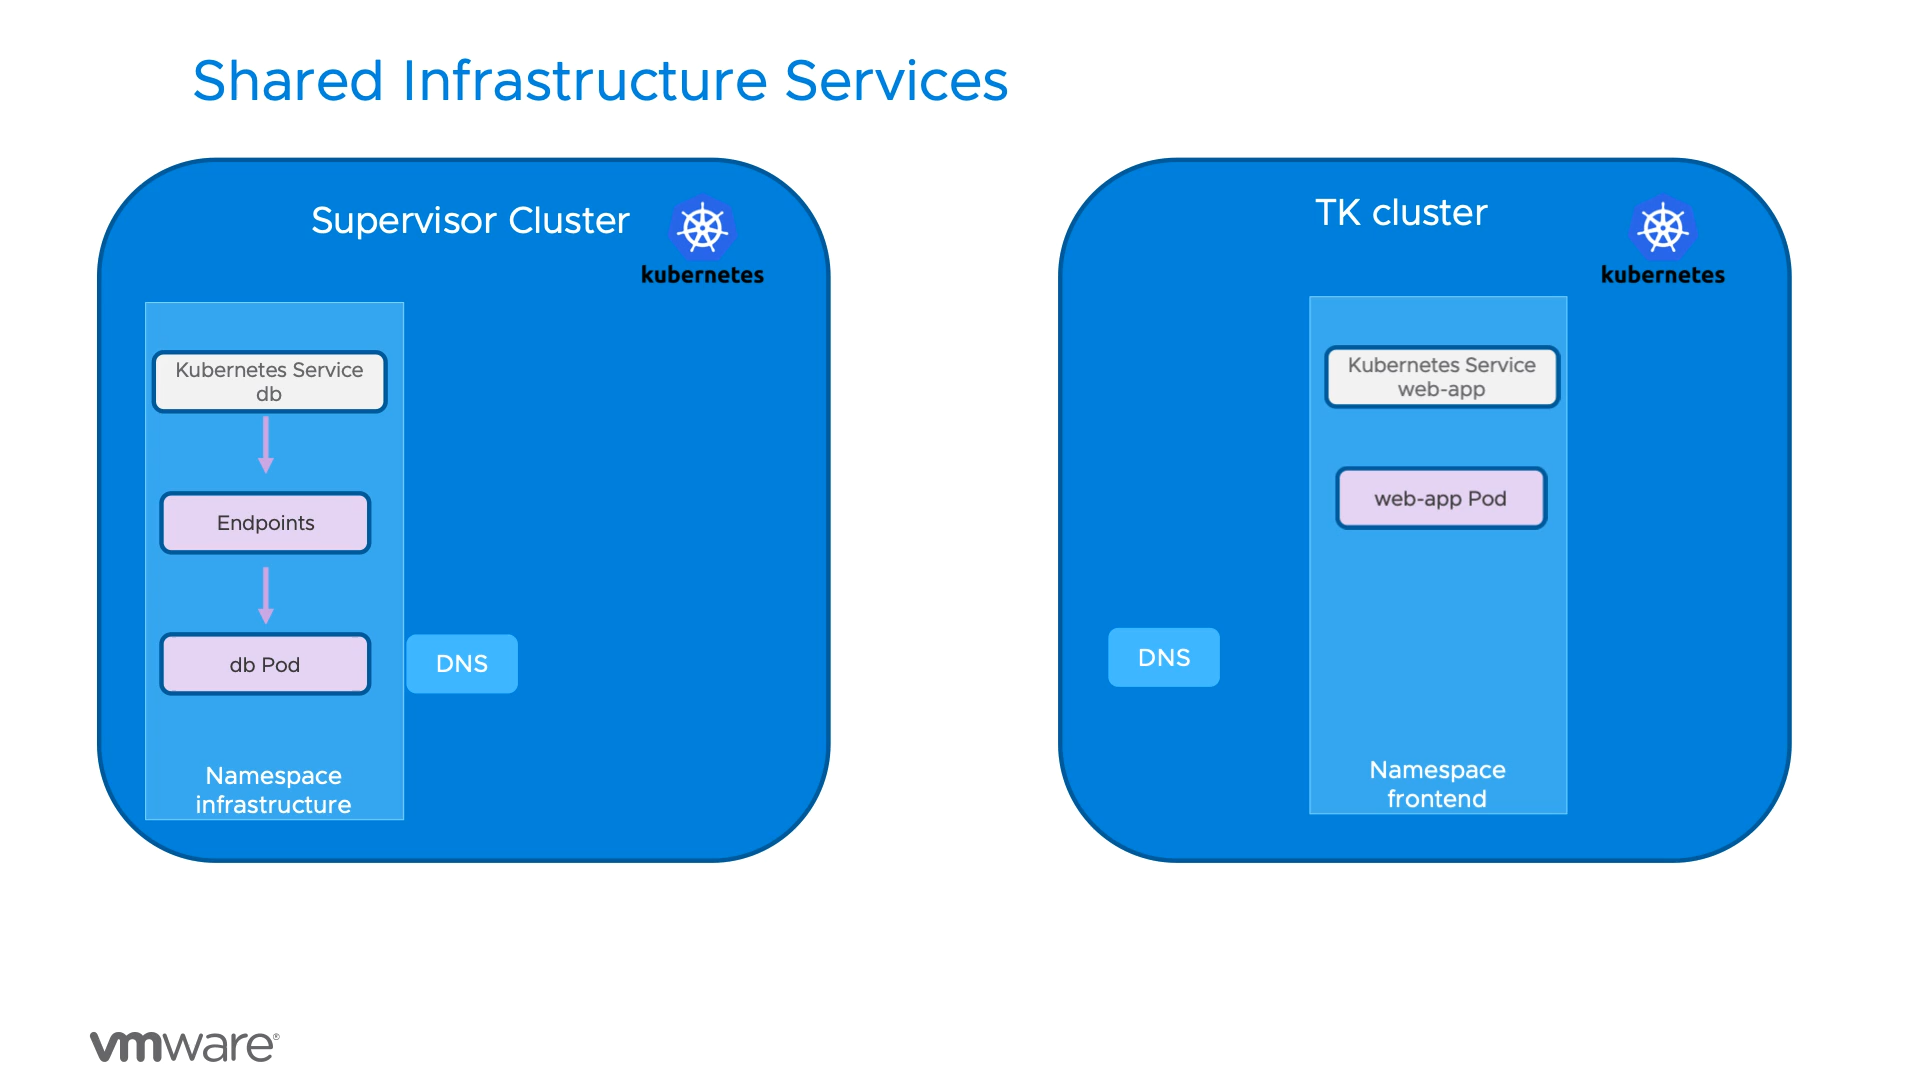 Shared Infrastructure Services
Supervisor Cluster
kubernetes
Kubernetes Service
db
Endpoints
db Pod
DNS
Namespace
infrastructure
TK cluster
kubernetes
Kubernetes Service
web-app
web-app Pod
DNS
Namespace
frontend
vmware®